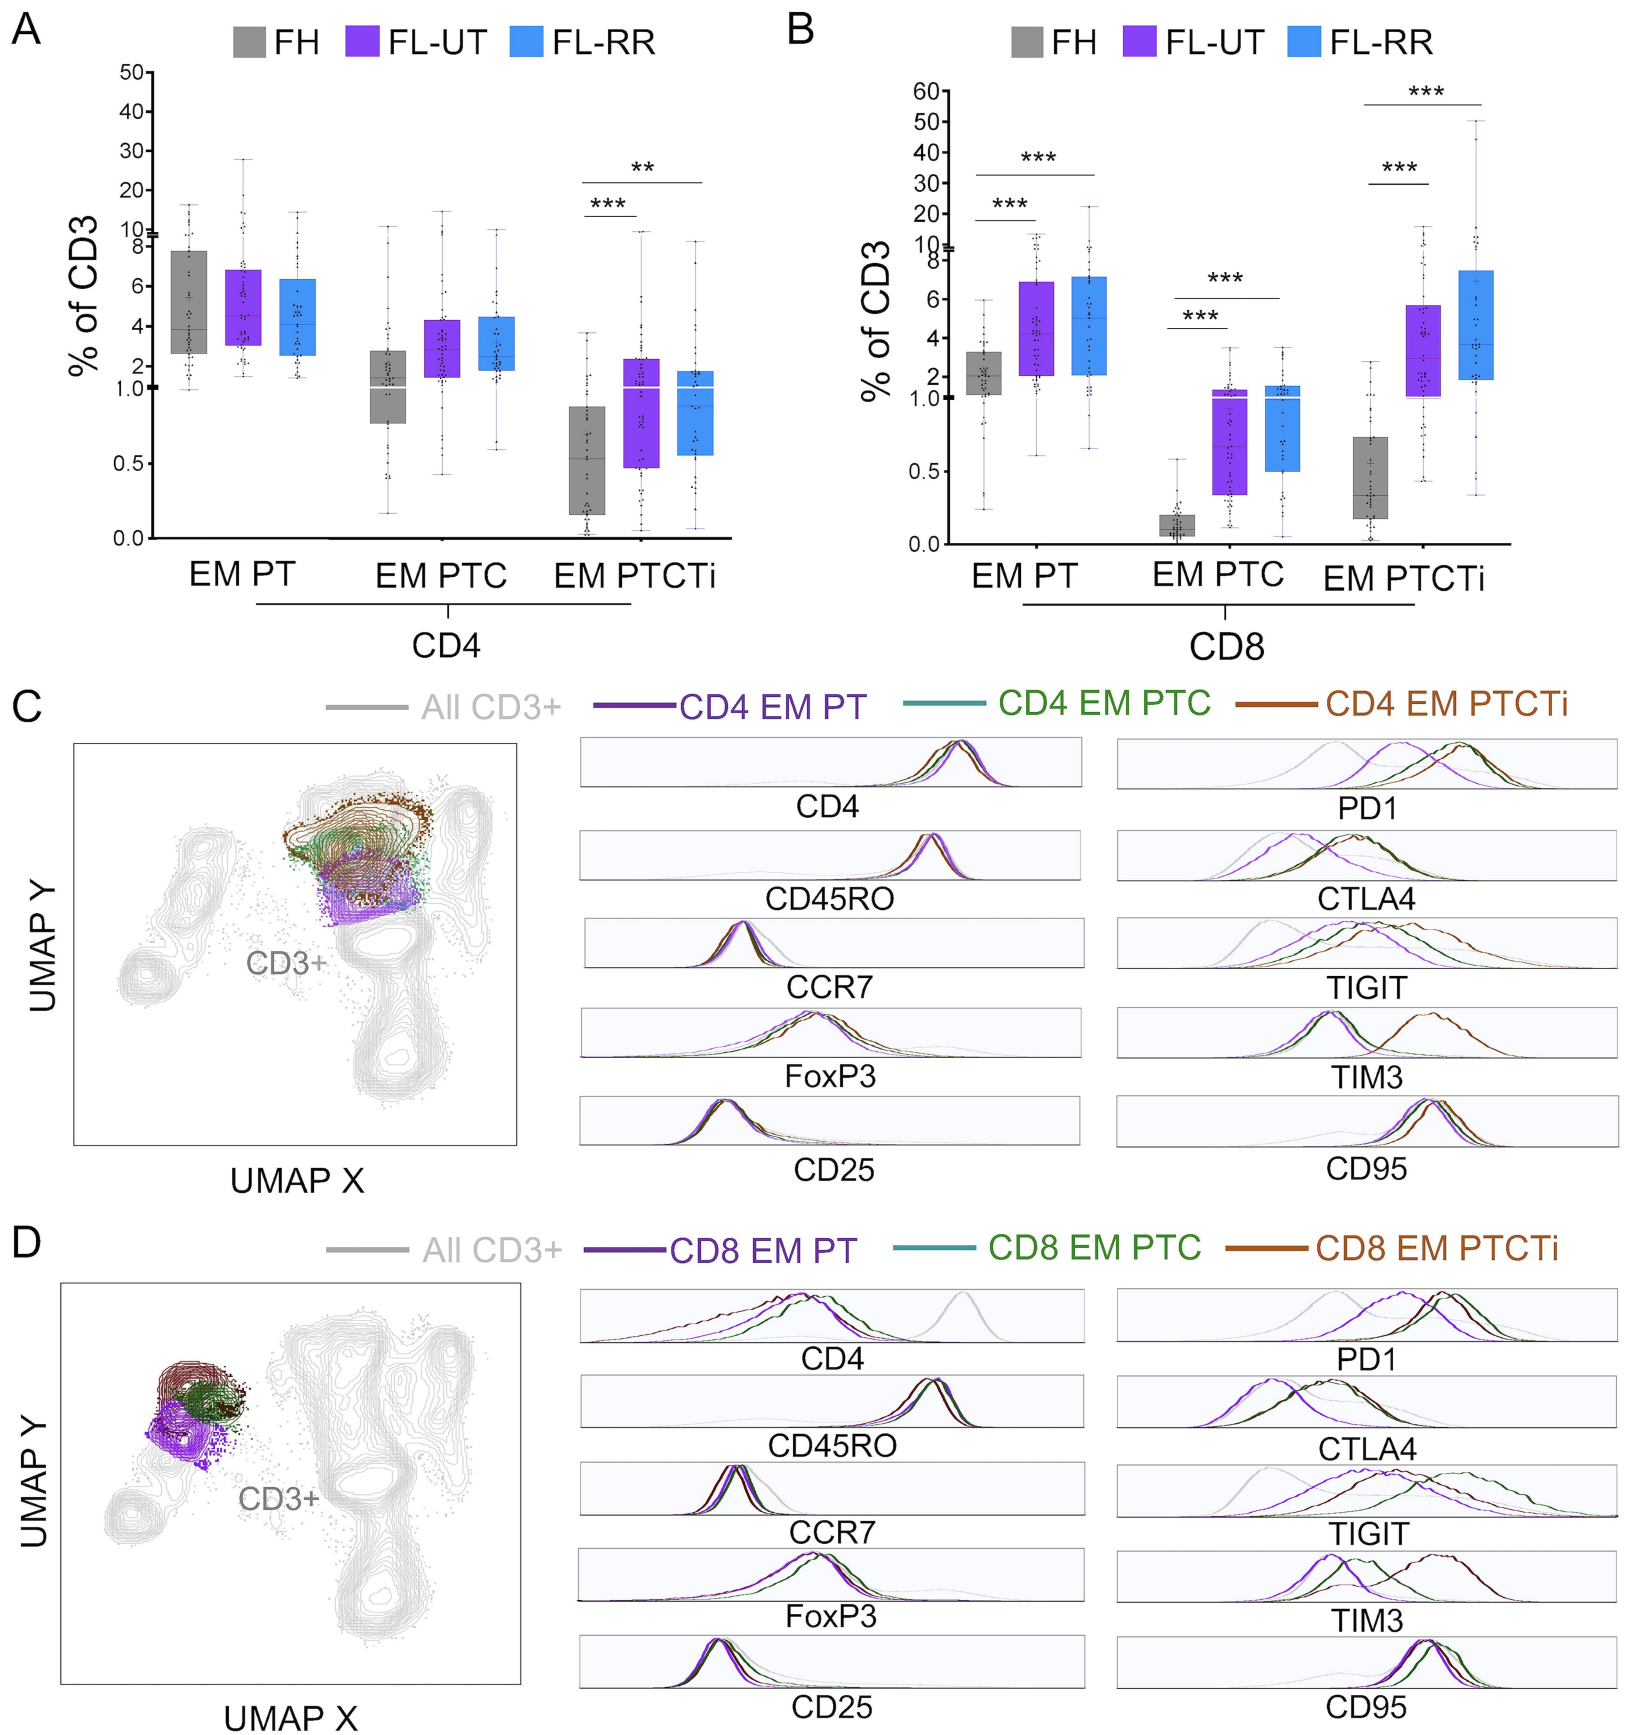 A
FH FL-UT FL-RR
50
40
30
20
10
8
6
4
2
1.0
0.5
0.0
% of CD3
**
***
EM PT EM PTC EM PTCTi
CD4
B
FH FL-UT FL-RR
60
50
40
30
20
10
8
6
4
2
1.0
0.5
0.0
% of CD3
***
***
***
***
***
***
EM PT EM PTC EM PTCTi
CD8
C
All CD3+ CD4 EM PT CD4 EM PTC CD4 EM PTCTi
UMAP Y
CD3+
UMAP X
CD4
CD45RO
CCR7
FoxP3
CD25
PD1
CTLA4
TIGIT
TIM3
CD95
D
All CD3+ CD8 EM PT CD8 EM PTC CD8 EM PTCTi
UMAP Y
CD3+
UMAP X
CD4
CD45RO
CCR7
FoxP3
CD25
PD1
CTLA4
TIGIT
TIM3
CD95